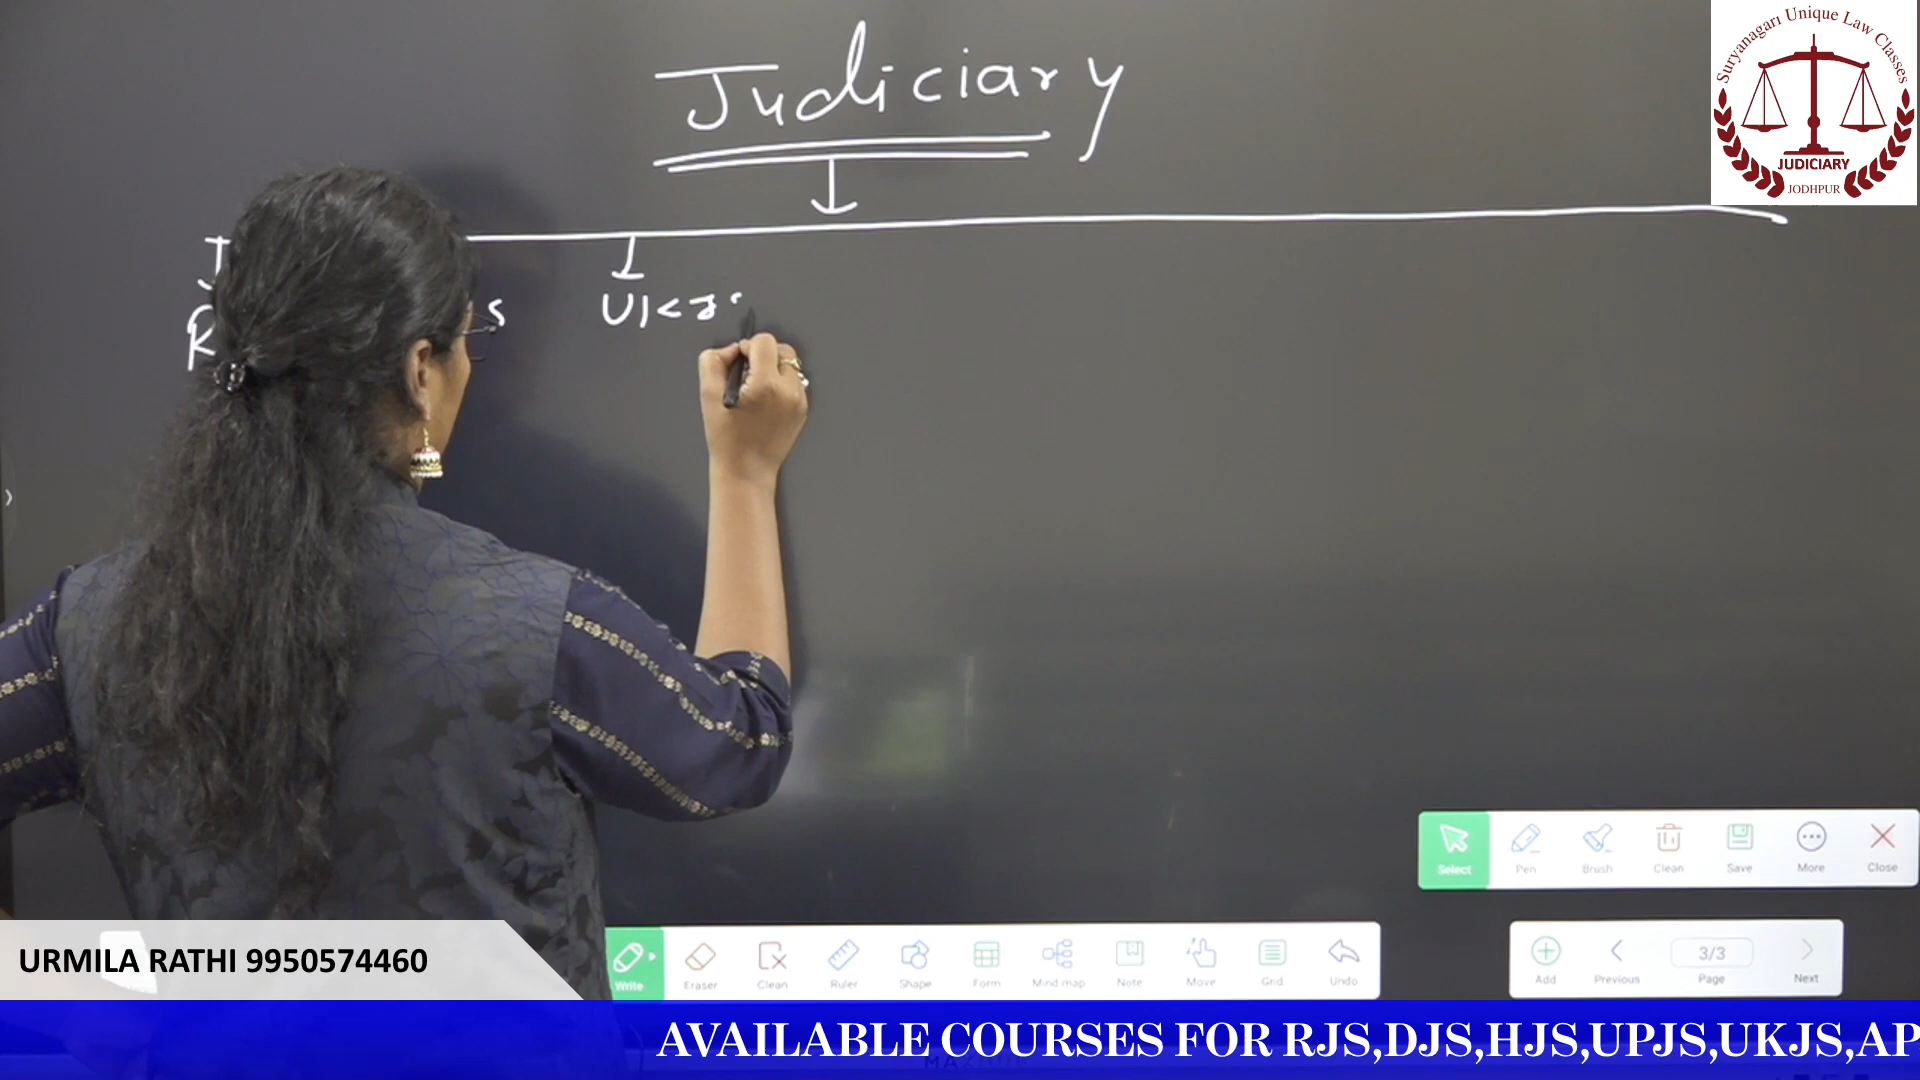 Judiciary
Suryanagari Unique Law Classes
JUDICIARY
JODHPUR
Select
Pen
Brush
Clean
Save
More
Close
URMILA RATHI 9950574460
Write
Eraser
Clean
Ruler
Shape
Form
Mind map
Note
Move
Grid
Undo
Add
Previous
3/3
Page
Next
AVAILABLE COURSES FOR RJS,DJS,HJS,UPJS,UKJS,AP